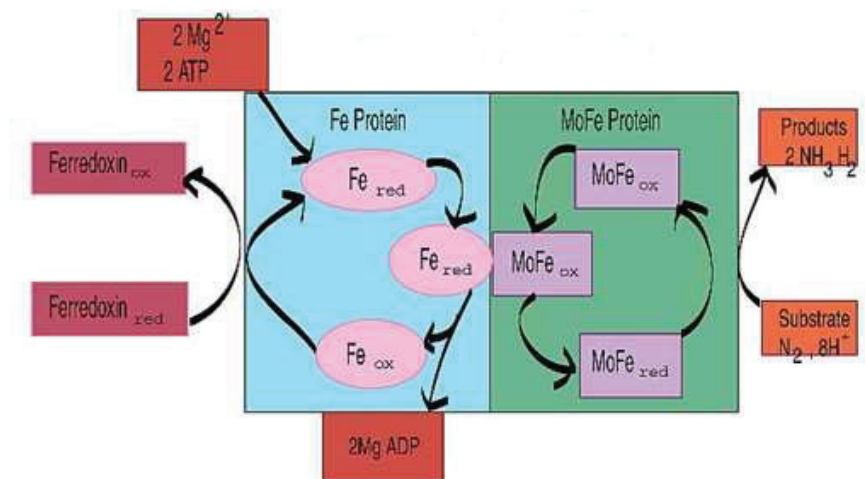 2 Mg²⁺
2 ATP
Fe Protein
MoFe Protein
Products
2 NH₃ H₂
Ferredoxin ox
Fe red
MoFe ox
Fe red
MoFe ox
Ferredoxin red
Substrate
N₂, 8H⁺
Fe ox
MoFe red
2Mg ADP